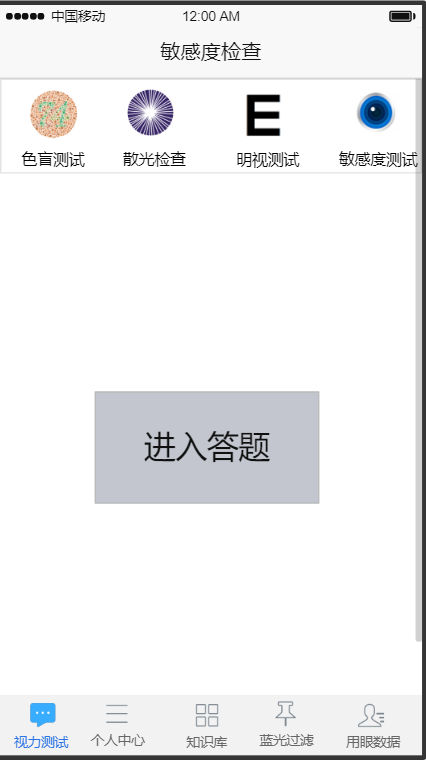 中国移动 12:00 AM
敏感度检查
E
色盲测试 散光检查 明视测试 敏感度测试
进入答题
视力测试 个人中心 知识库 蓝光过滤 用眼数据